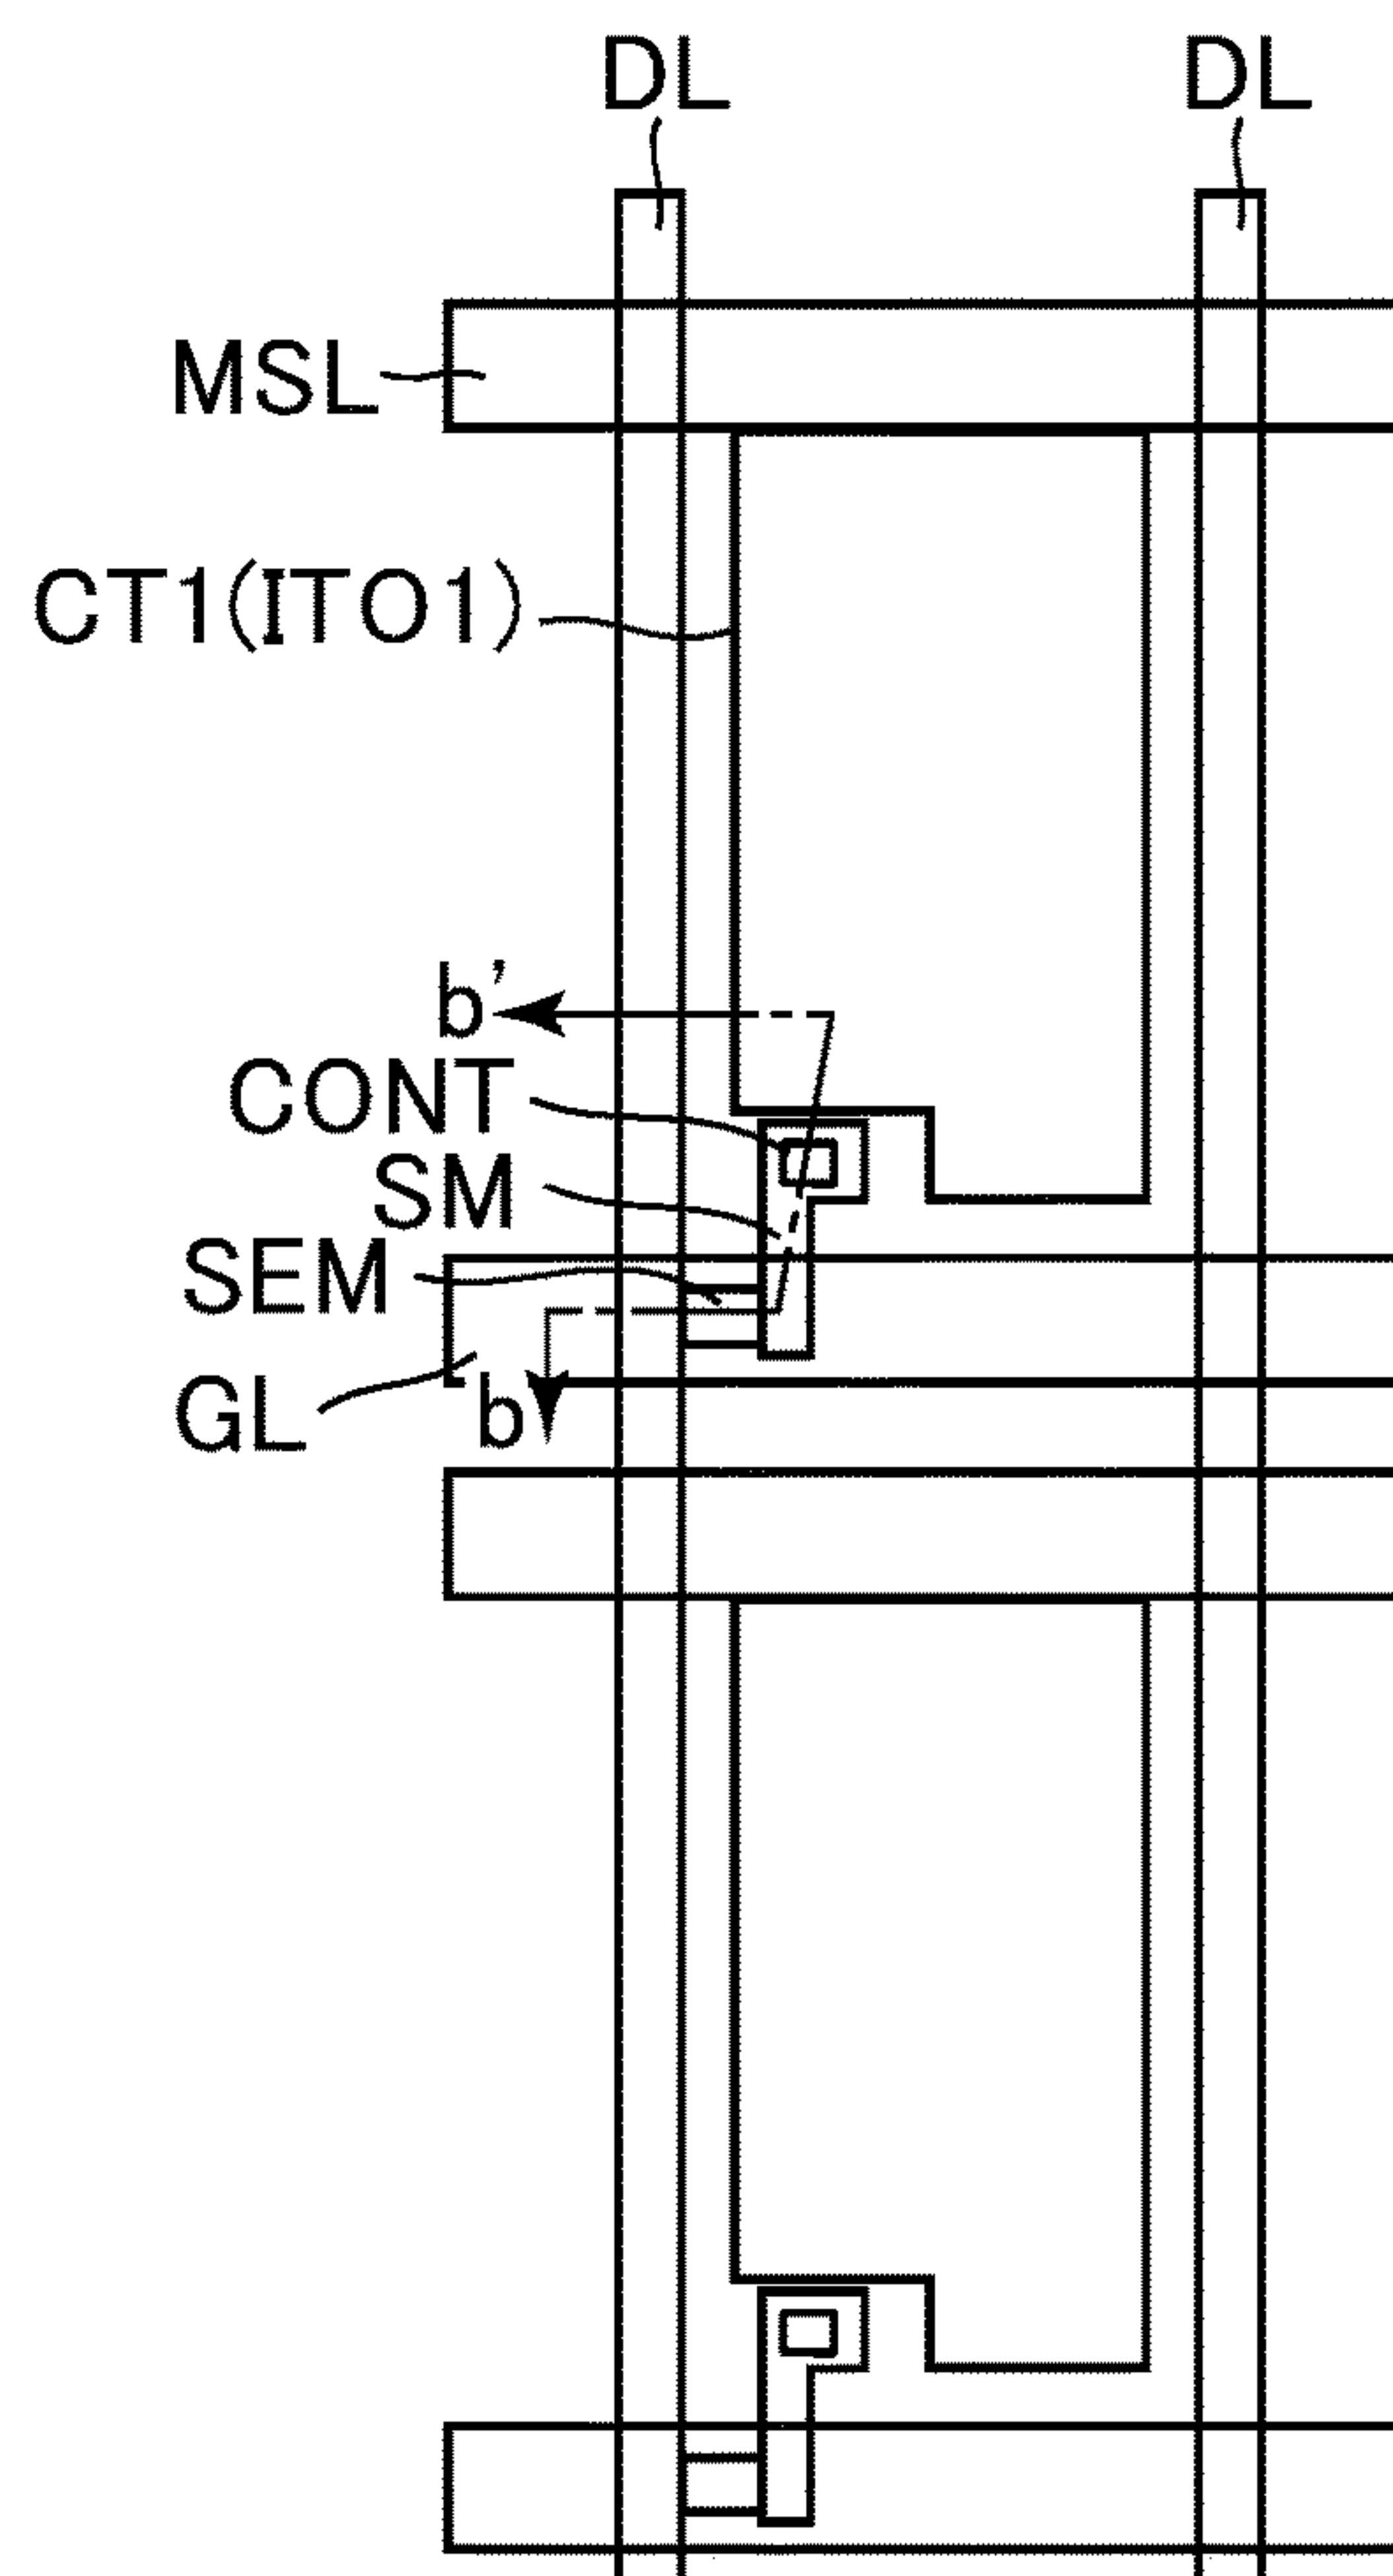 DL DL
MSL
CT1(ITO1)
b'
CONT
SM
SEM
GL b